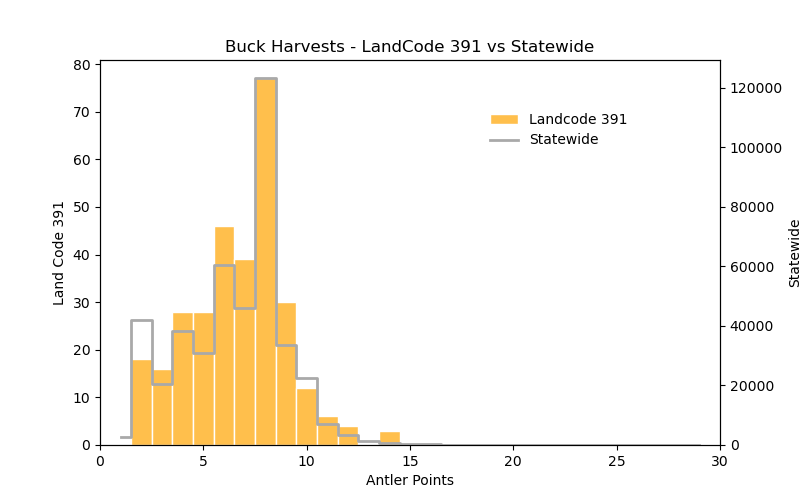 Buck Harvests - LandCode 391 vs Statewide
80
70
60
50
40
30
20
10
0
Land Code 391
Landcode 391
Statewide
120000
100000
80000
60000
40000
20000
0
Statewide
0 5 10 15 20 25 30
Antler Points